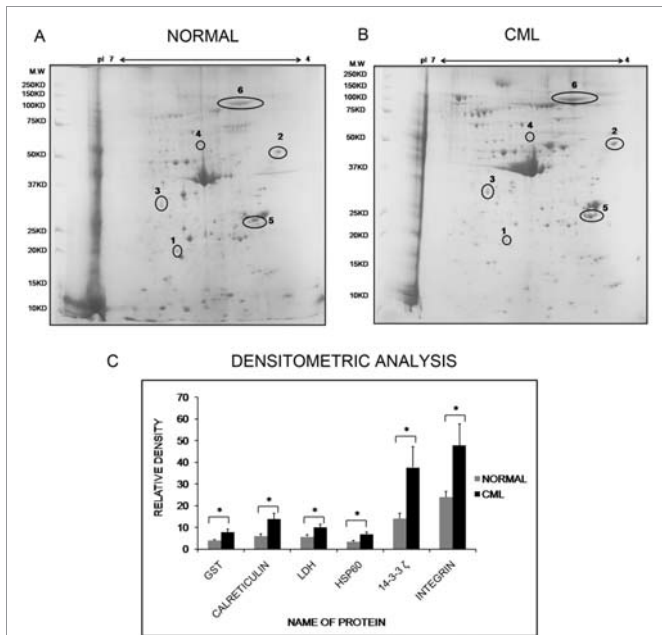 A
NORMAL
M.W
pI 7
4
250KD
150KD
100KD
75KD
50KD
37KD
25KD
20KD
15KD
10KD
6
4
2
3
5
1
B
CML
M.W
pI 7
4
250KD
150KD
100KD
75KD
50KD
37KD
25KD
20KD
15KD
10KD
6
4
2
3
5
1
C
DENSITOMETRIC ANALYSIS
RELATIVE DENSITY
70
60
50
40
30
20
10
0
*
*
*
*
*
*
NORMAL
CML
GST
CALRETICULIN
LDH
HSP60
14-3-3 ζ
INTEGRIN
NAME OF PROTEIN